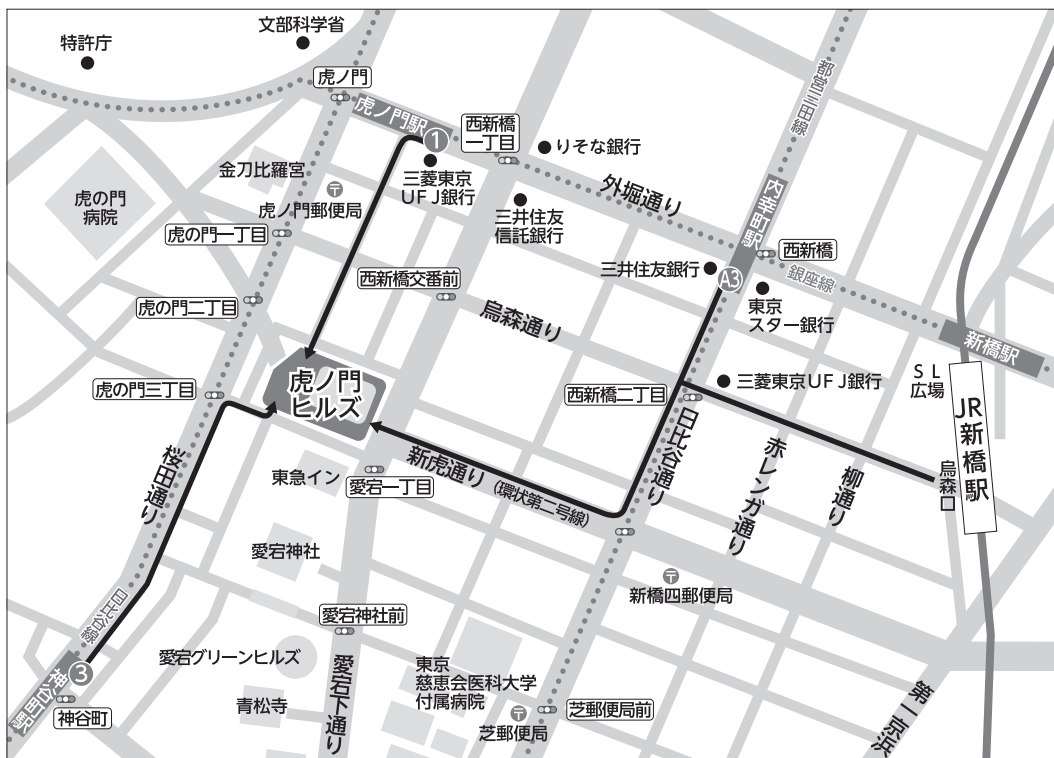 文部科学省
特許庁
虎ノ門
都営三田線
虎ノ門駅
1
西新橋
一丁目
りそな銀行
金刀比羅宮
三菱東京
UFJ銀行
外堀通り
虎の門
病院
虎ノ門郵便局
三井住友
信託銀行
内幸町駅
西新橋
虎の門一丁目
三井住友銀行
A3
銀座線
西新橋交番前
東京
スター銀行
虎の門二丁目
烏森通り
新橋駅
虎ノ門
ヒルズ
三菱東京UFJ銀行
SL
広場
虎の門三丁目
西新橋二丁目
JR新橋駅
日比谷通り
桜田通り
東急イン
愛宕一丁目
新虎通り(環状第二号線)
赤レンガ通り
柳通り
烏森口
愛宕神社
日比谷線
新橋四郵便局
愛宕神社前
愛宕グリーンヒルズ
東京
慈恵会医科大学
付属病院
3
神谷町駅
神谷町
青松寺
愛宕下通り
芝郵便局
芝郵便局前
第一京浜